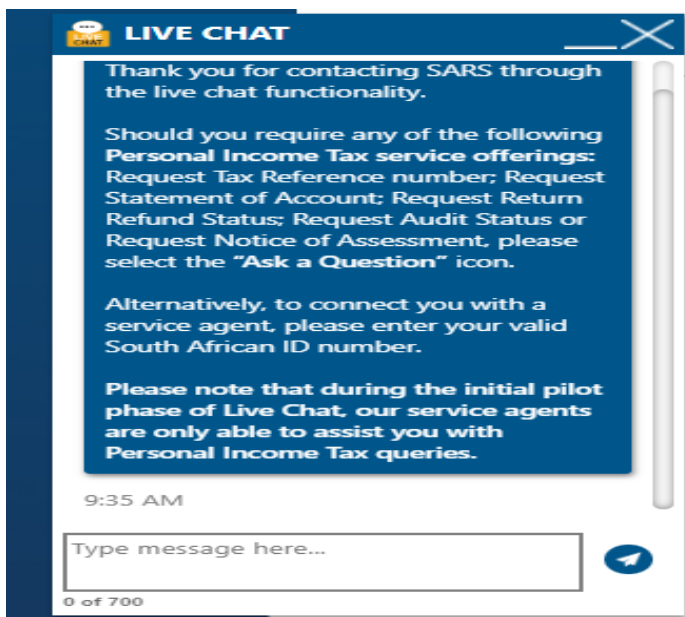 LIVE CHAT
LIVE
CHAT
Thank you for contacting SARS through
the live chat functionality.
Should you require any of the following
Personal Income Tax service offerings:
Request Tax Reference number; Request
Statement of Account; Request Return
Refund Status; Request Audit Status or
Request Notice of Assessment, please
select the “Ask a Question” icon.
Alternatively, to connect you with a
service agent, please enter your valid
South African ID number.
Please note that during the initial pilot
phase of Live Chat, our service agents
are only able to assist you with
Personal Income Tax queries.
9:35 AM
Type message here...
0 of 700